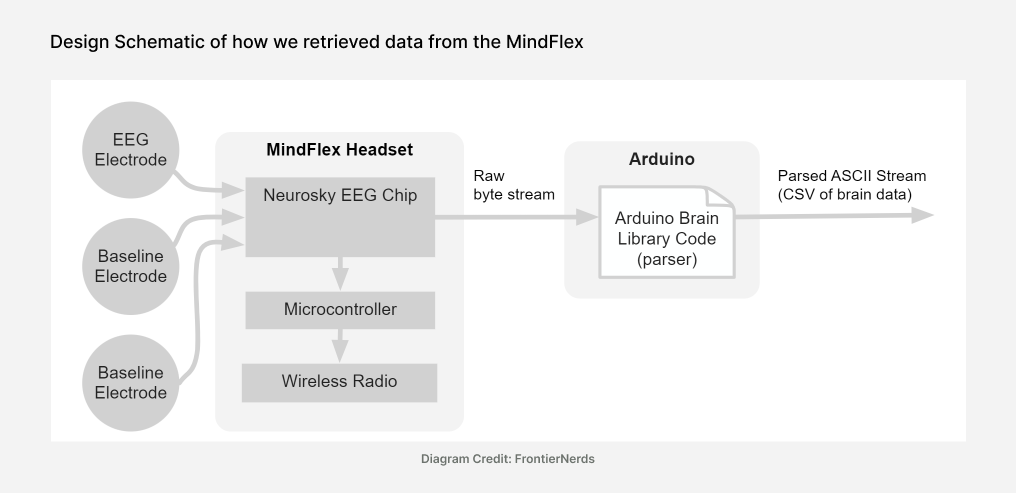 Design Schematic of how we retrieved data from the MindFlex
EEG
Electrode
Baseline
Electrode
Baseline
Electrode
MindFlex Headset
Neurosky EEG Chip
Microcontroller
Wireless Radio
Raw
byte stream
Arduino
Arduino Brain
Library Code
(parser)
Parsed ASCII Stream
(CSV of brain data)
Diagram Credit: FrontierNerds